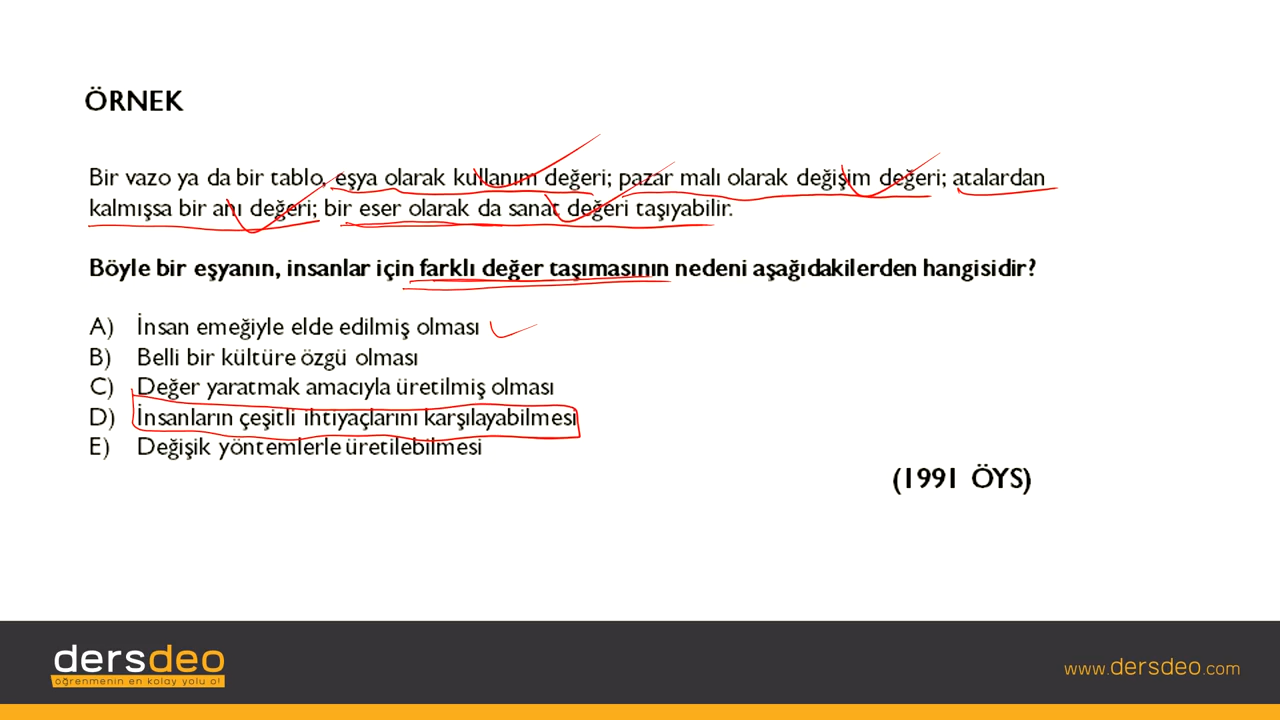 ÖRNEK
Bir vazo ya da bir tablo, eşya olarak kullanım değeri; pazar malı olarak değişim değeri; atalardan
kalmışsa bir anı değeri; bir eser olarak da sanat değeri taşıyabilir.
Böyle bir eşyanın, insanlar için farklı değer taşımasının nedeni aşağıdakilerden hangisidir?
A) İnsan emeğiyle elde edilmiş olması
B) Belli bir kültüre özgü olması
C) Değer yaratmak amacıyla üretilmiş olması
D) İnsanların çeşitli ihtiyaçlarını karşılayabilmesi
E) Değişik yöntemlerle üretilebilmesi
(1991 ÖYS)
dersdeo
öğrenmenin en kolay yolu o!
www.dersdeo.com